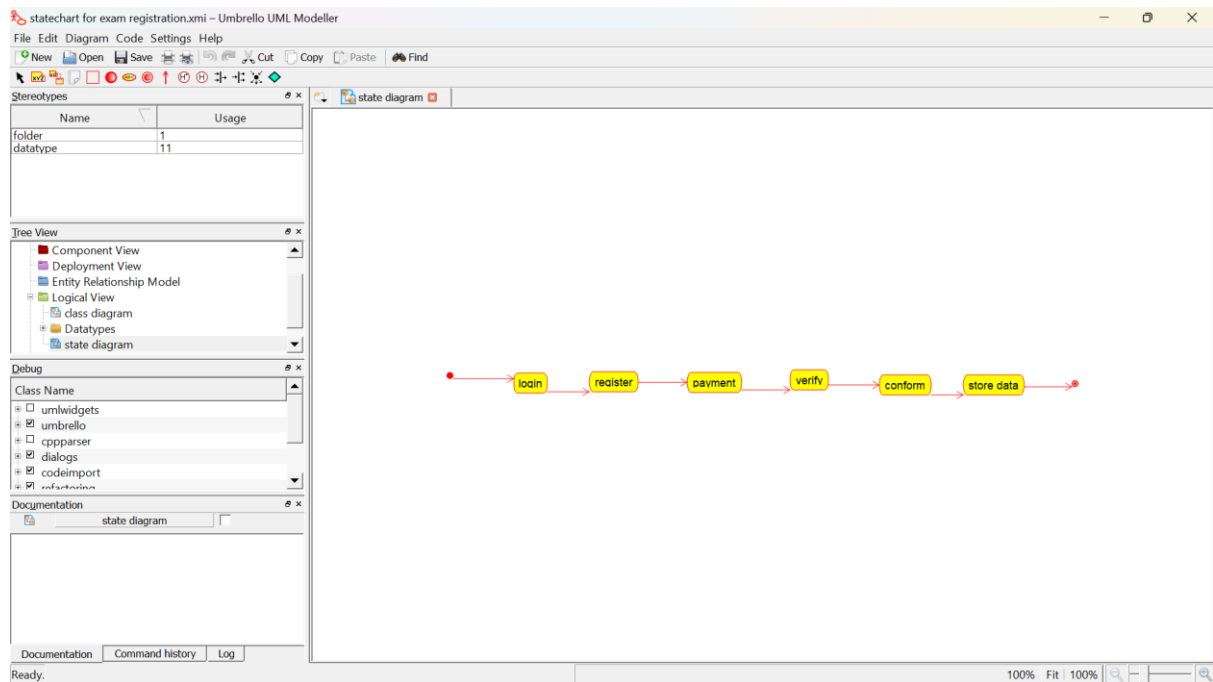 statechart for exam registration.xmi – Umbrello UML Modeller
File Edit Diagram Code Settings Help
New Open Save Cut Copy Paste Find
Stereotypes
Name Usage
folder 1
datatype 11
Tree View
Component View
Deployment View
Entity Relationship Model
Logical View
class diagram
Datatypes
state diagram
Debug
Class Name
umlwidgets
umbrello
cppparser
dialogs
codeimport
refactoring
Documentation
state diagram
Documentation Command history Log
Ready.
state diagram
login register payment verify conform store data
100% Fit 100%